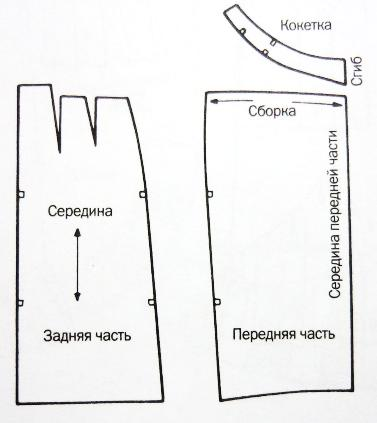 Кокетка
Сгиб
Сборка
Середина передней части
Середина
Задняя часть
Передняя часть